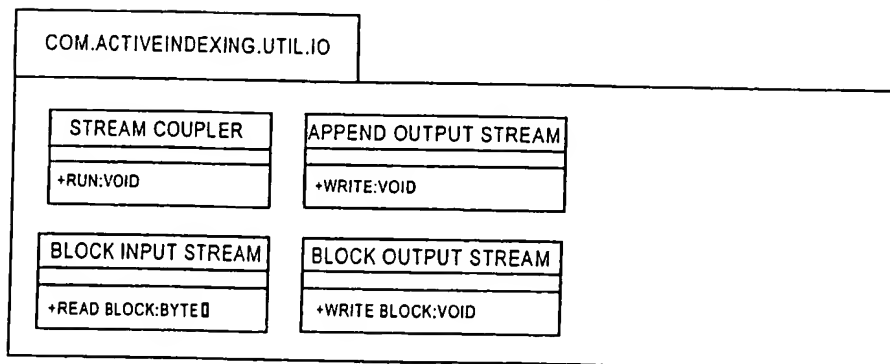 COM.ACTIVEINDEXING.UTIL.IO
STREAM COUPLER
+RUN:VOID
APPEND OUTPUT STREAM
+WRITE:VOID
BLOCK INPUT STREAM
+READ BLOCK:BYTE[]
BLOCK OUTPUT STREAM
+WRITE BLOCK:VOID